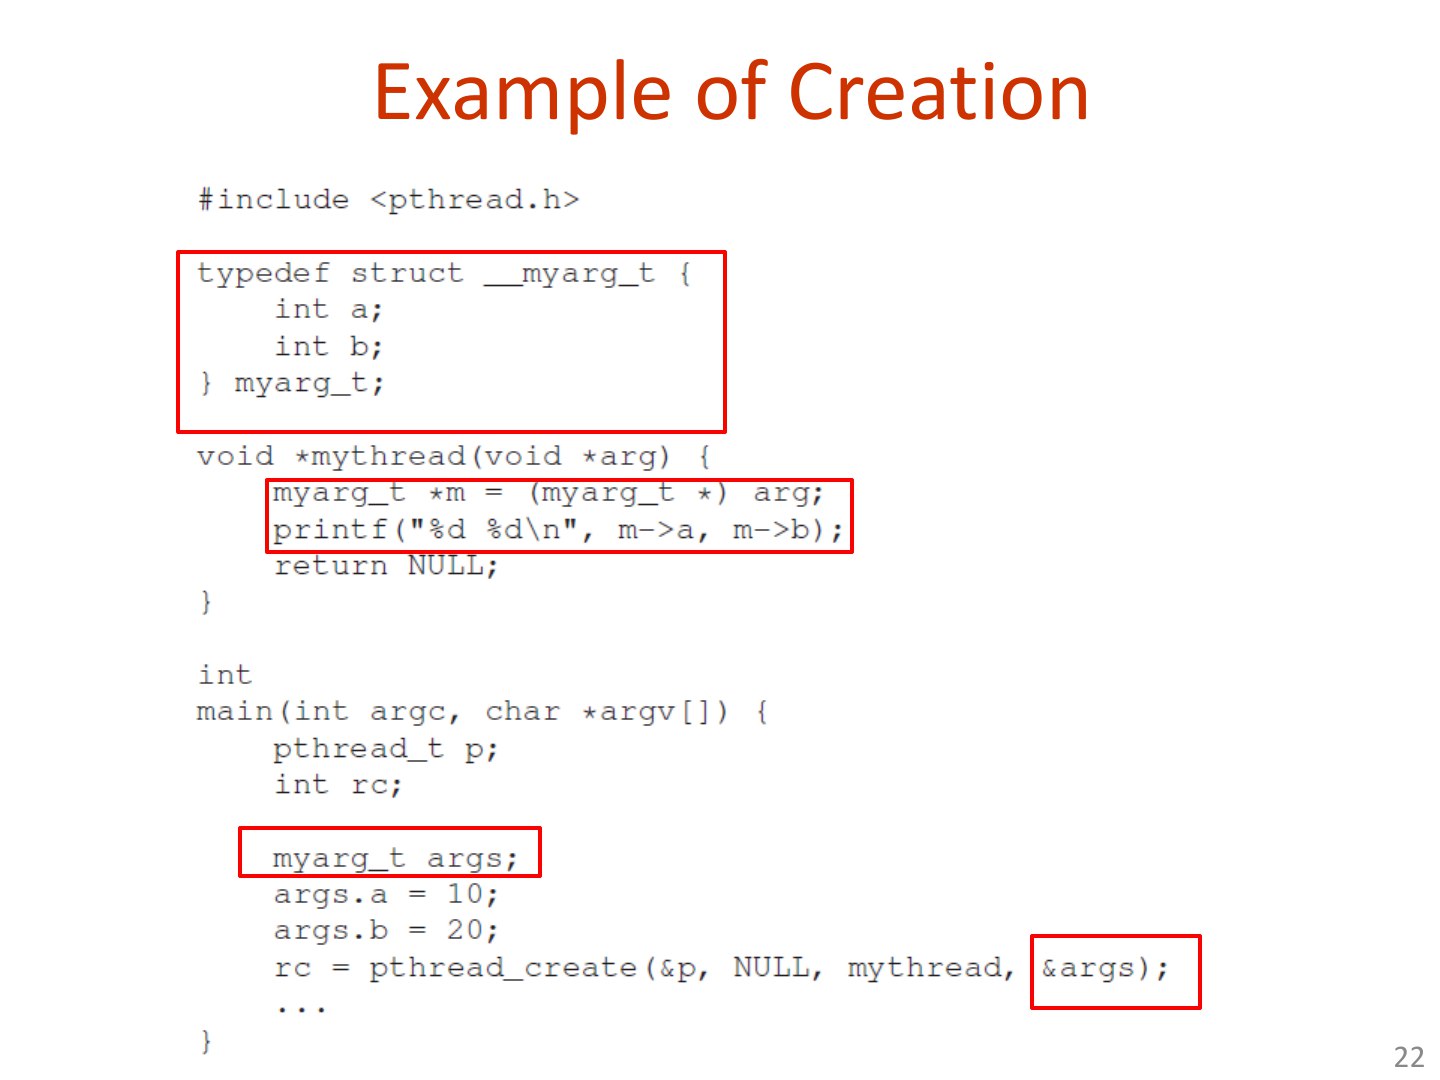 Example of Creation
#include <pthread.h>
typedef struct __myarg_t {
int a;
int b;
} myarg_t;
void *mythread(void *arg) {
myarg_t *m = (myarg_t *) arg;
printf("%d %d\n", m->a, m->b);
return NULL;
}
int
main(int argc, char *argv[]) {
pthread_t p;
int rc;
myarg_t args;
args.a = 10;
args.b = 20;
rc = pthread_create(&p, NULL, mythread, &args);
...
}
22